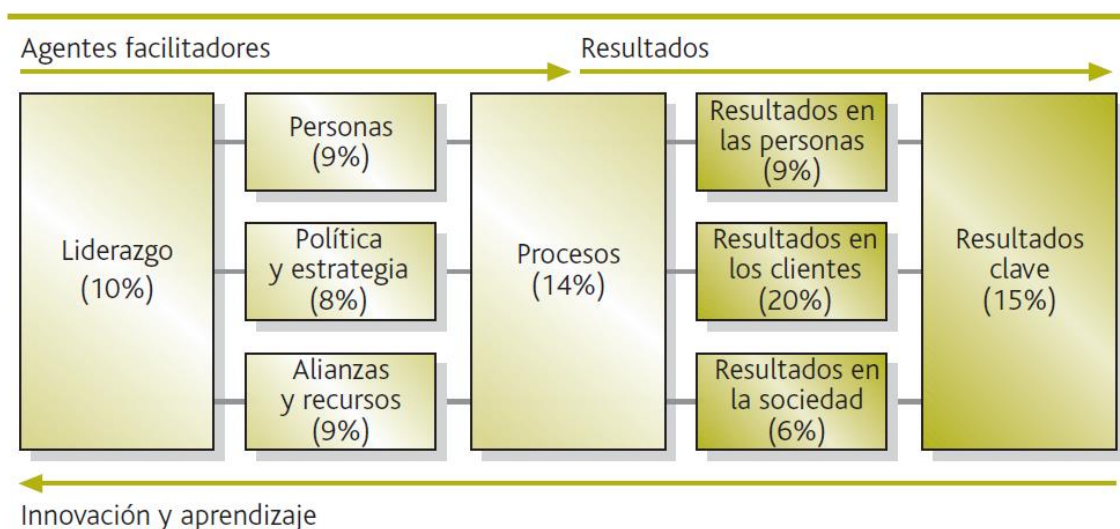 Agentes facilitadores
Resultados
Liderazgo
(10%)
Personas
(9%)
Política
y estrategia
(8%)
Alianzas
y recursos
(9%)
Procesos
(14%)
Resultados en
las personas
(9%)
Resultados en
los clientes
(20%)
Resultados en
la sociedad
(6%)
Resultados
clave
(15%)
Innovación y aprendizaje